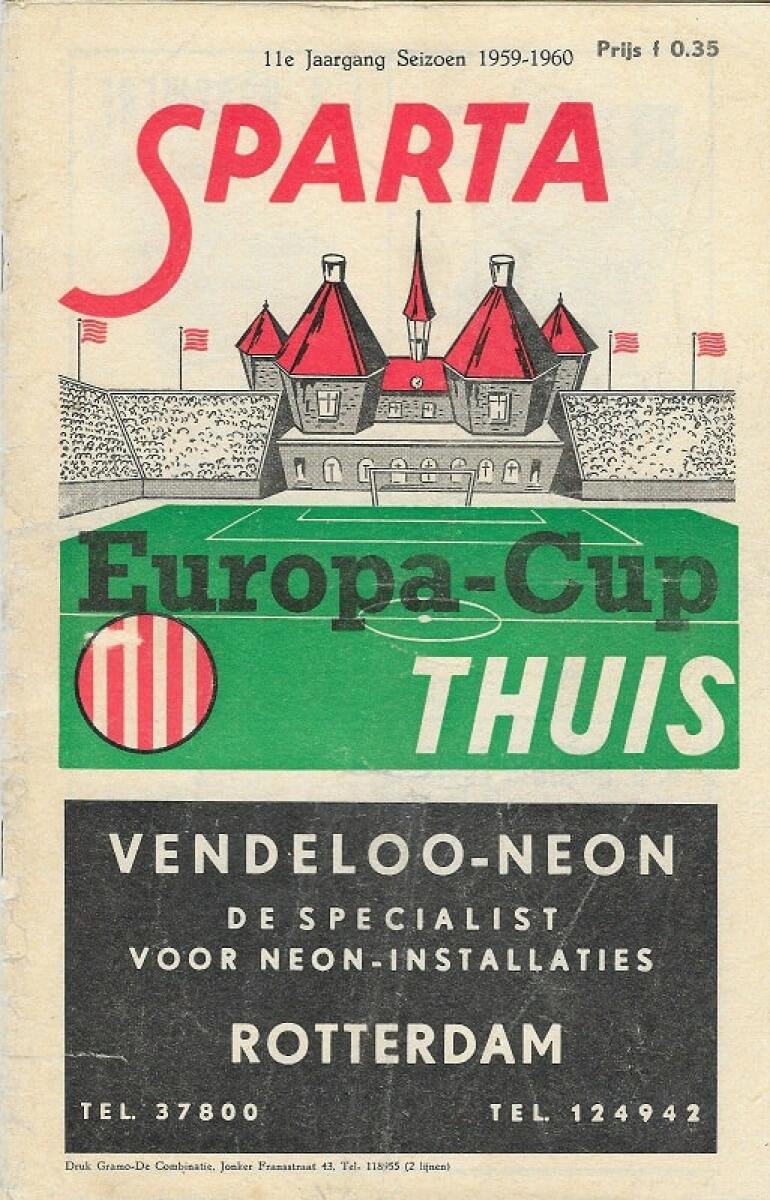 11e Jaargang Seizoen 1959-1960 Prijs f 0.35
SPARTA
Europa-Cup
THUIS
VENDELOO-NEON
DE SPECIALIST
VOOR NEON-INSTALLATIES
ROTTERDAM
TEL. 37800 TEL. 124942
Druk Gramo-De Combinatie, Jonker Fransstraat 43, Tel. 118955 (2 lijnen)